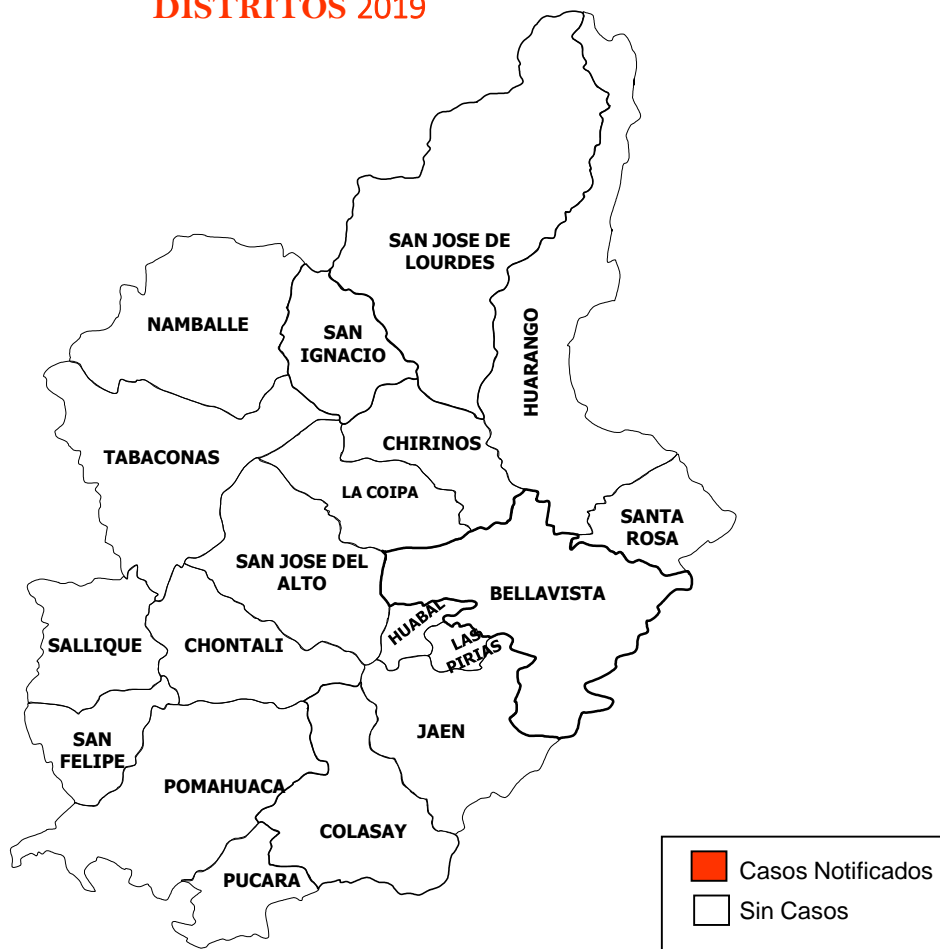 DISTRITOS 2019
SAN JOSE DE
LOURDES
NAMBALLE
SAN
IGNACIO
HUARANGO
TABACONAS
CHIRINOS
LA COIPA
SANTA
ROSA
SAN JOSE DEL
ALTO
BELLAVISTA
HUABAL
LAS
PIRIAS
SALLIQUE
CHONTALI
JAEN
SAN
FELIPE
POMAHUACA
COLASAY
PUCARA
Casos Notificados
Sin Casos